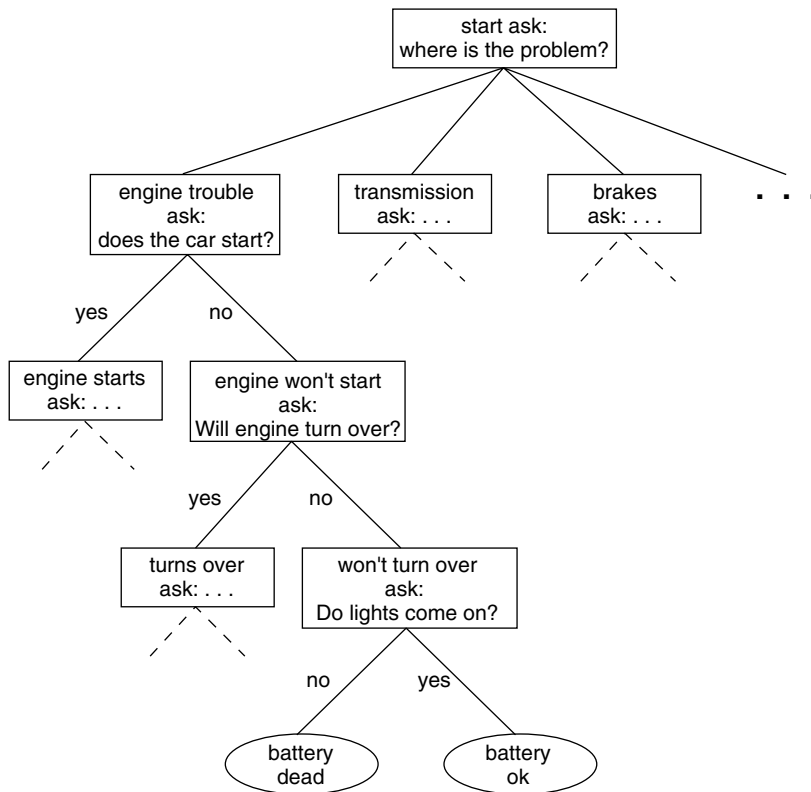 start ask:
where is the problem?
engine trouble
ask:
does the car start?
transmission
ask: . . .
brakes
ask: . . .
. . .
yes
no
engine starts
ask: . . .
engine won't start
ask:
Will engine turn over?
yes
no
turns over
ask: . . .
won't turn over
ask:
Do lights come on?
no
yes
battery
dead
battery
ok